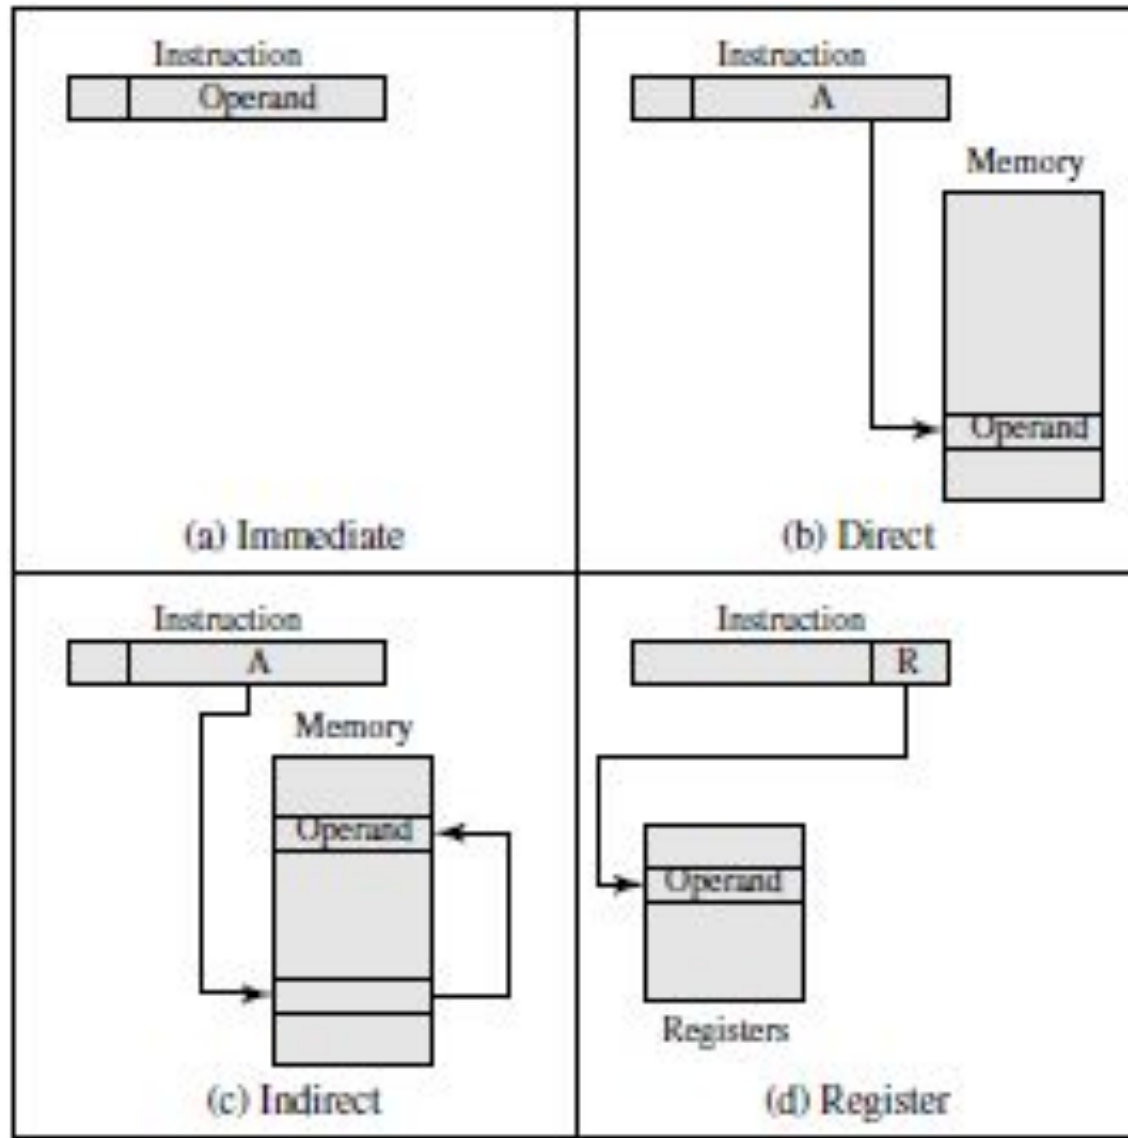 Instruction
Operand
(a) Immediate
Instruction
A
Memory
Operand
(b) Direct
Instruction
A
Memory
Operand
(c) Indirect
Instruction
R
Operand
Registers
(d) Register